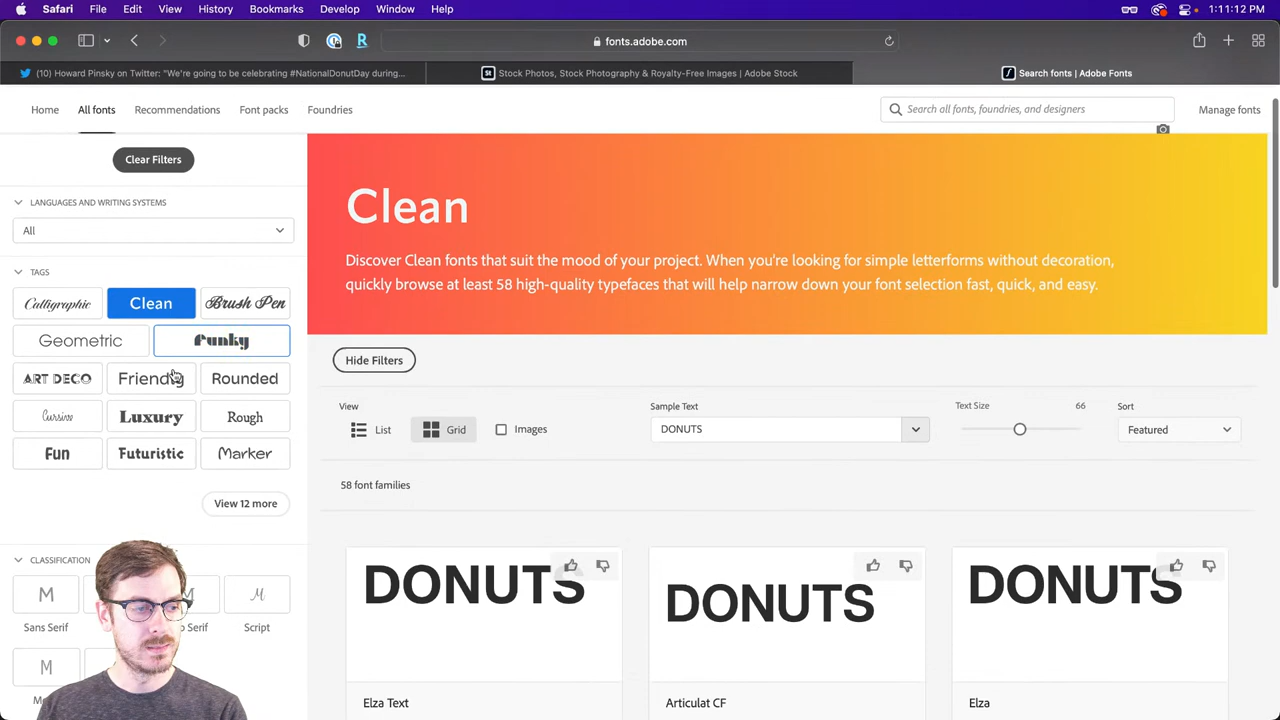 Safari File Edit View History Bookmarks Develop Window Help 1:11:12 PM
fonts.adobe.com
(10) Howard Pinsky on Twitter: "We're going to be celebrating #NationalDonutDay during...
St Stock Photos, Stock Photography & Royalty-Free Images | Adobe Stock
Search fonts | Adobe Fonts
Home All fonts Recommendations Font packs Foundries
Search all fonts, foundries, and designers
Manage fonts
Clear Filters
LANGUAGES AND WRITING SYSTEMS
All
TAGS
Calligraphic Clean Brush Pen
Geometric Funky
ART DECO Friendly Rounded
Cursive Luxury Rough
Fun Futuristic Marker
View 12 more
CLASSIFICATION
M M M
Sans Serif Serif Script
M
Clean
Discover Clean fonts that suit the mood of your project. When you're looking for simple letterforms without decoration,
quickly browse at least 58 high-quality typefaces that will help narrow down your font selection fast, quick, and easy.
Hide Filters
View Sample Text Text Size 66 Sort
List Grid Images DONUTS Featured
58 font families
DONUTS DONUTS DONUTS
Elza Text Articulat CF Elza